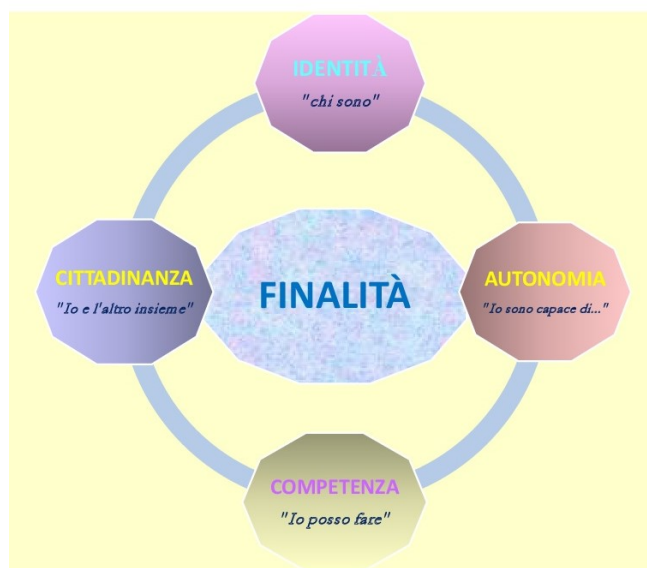 IDENTITÀ
"chi sono"
CITTADINANZA
"Io e l'altro insieme"
FINALITÀ
AUTONOMIA
"Io sono capace di..."
COMPETENZA
"Io posso fare"